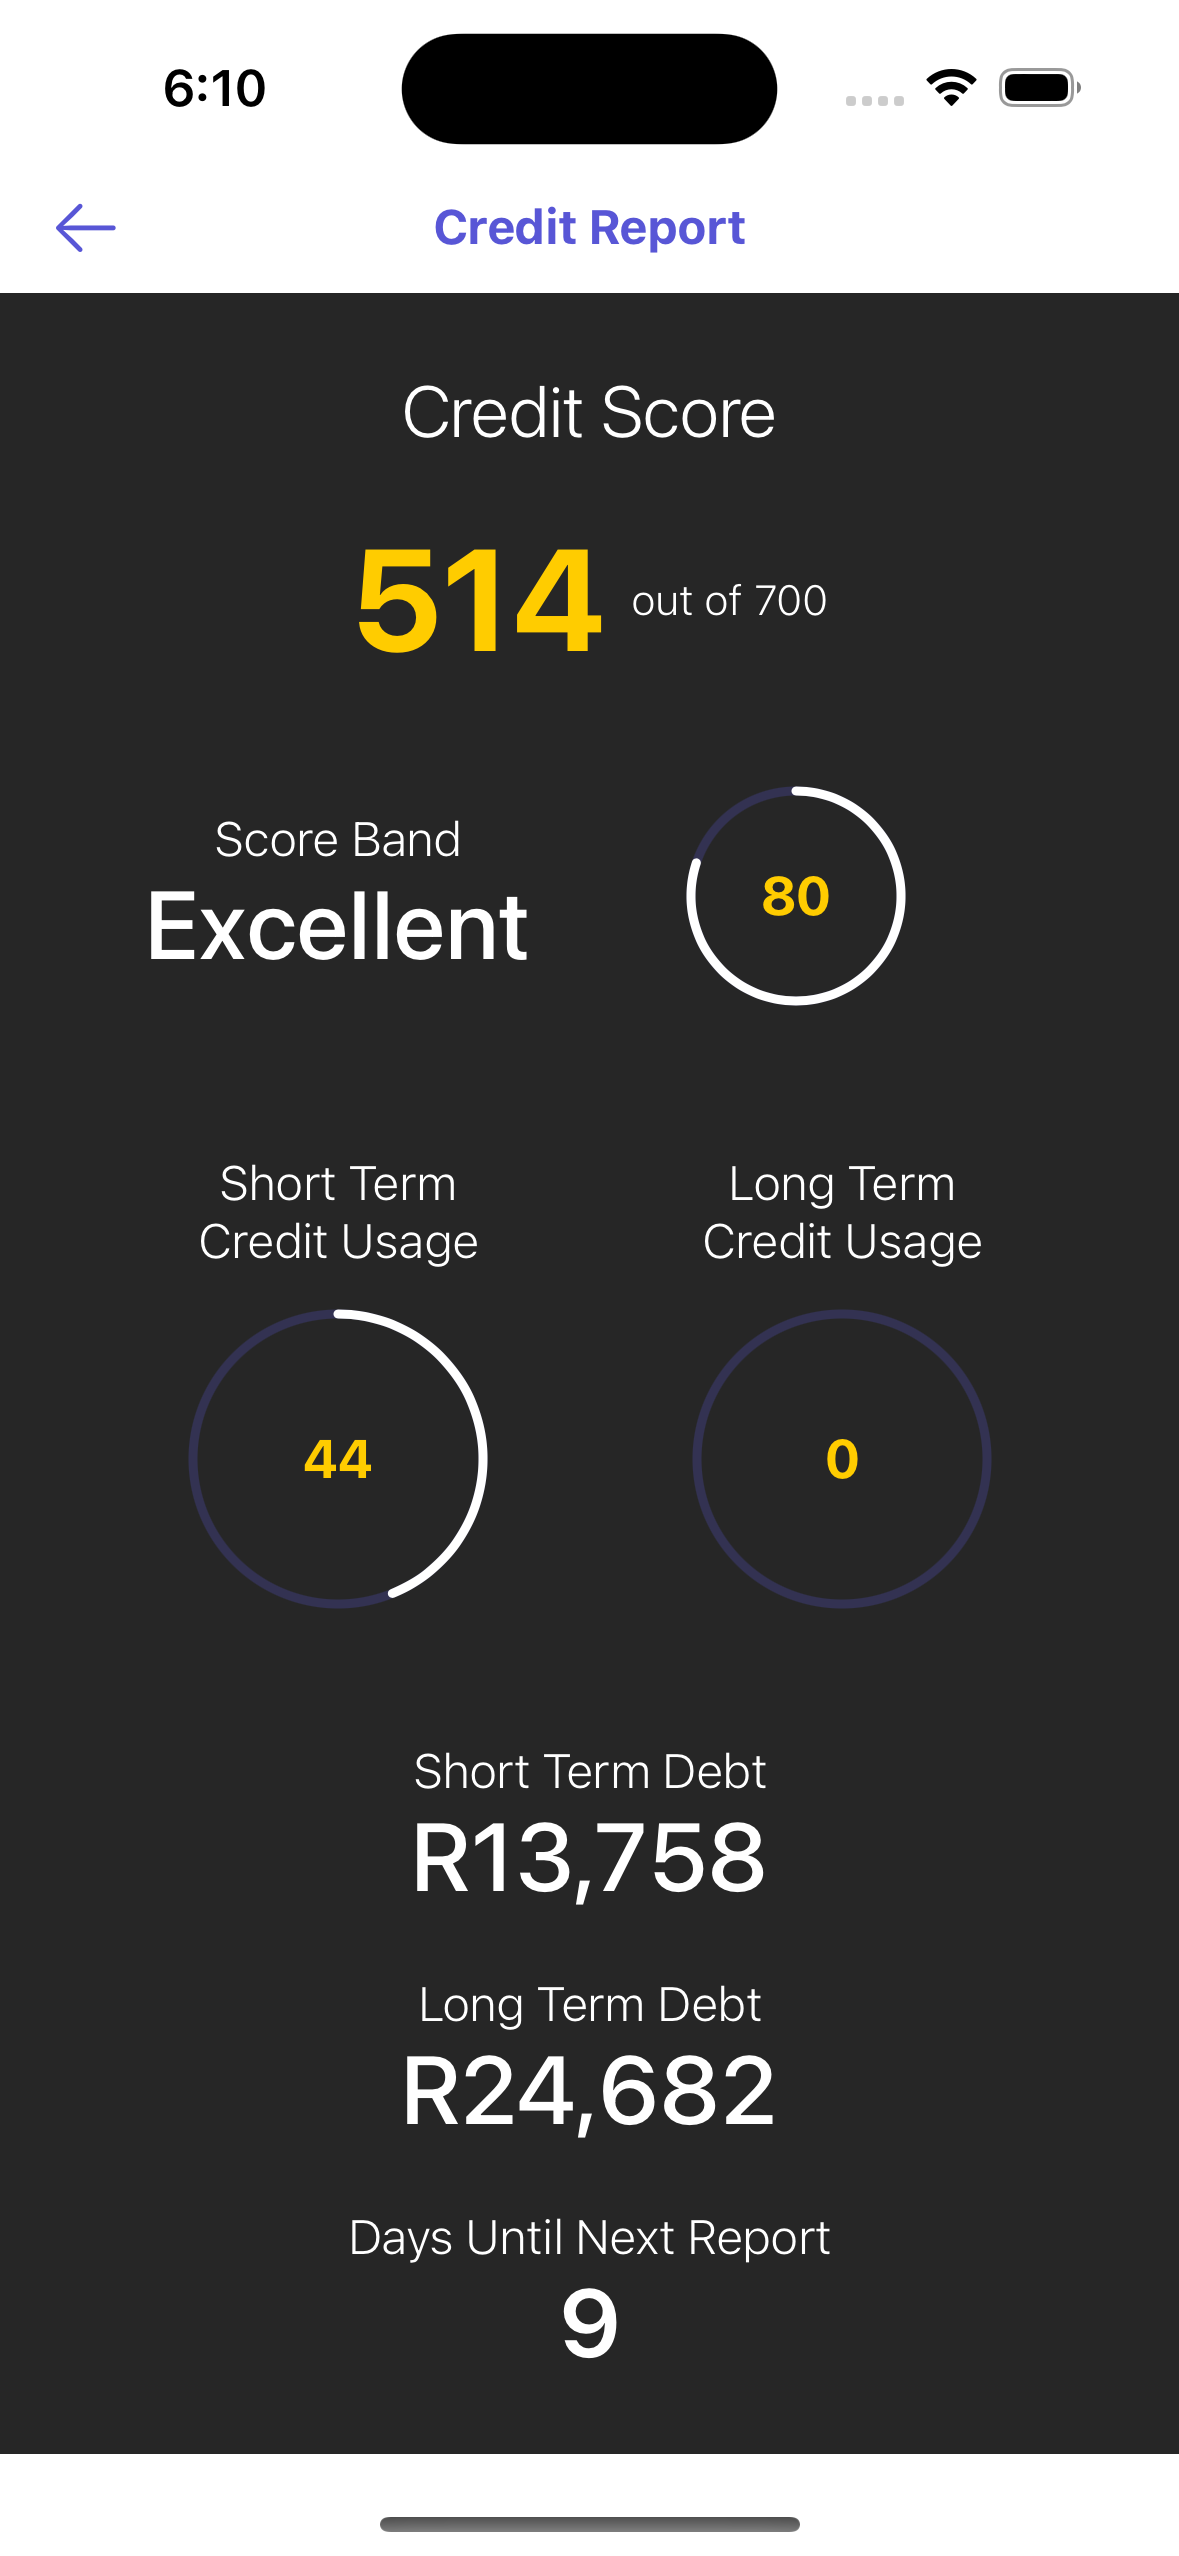 6:10
Credit Report
Credit Score
514 out of 700
Score Band
Excellent
80
Short Term
Credit Usage
44
Long Term
Credit Usage
0
Short Term Debt
R13,758
Long Term Debt
R24,682
Days Until Next Report
9